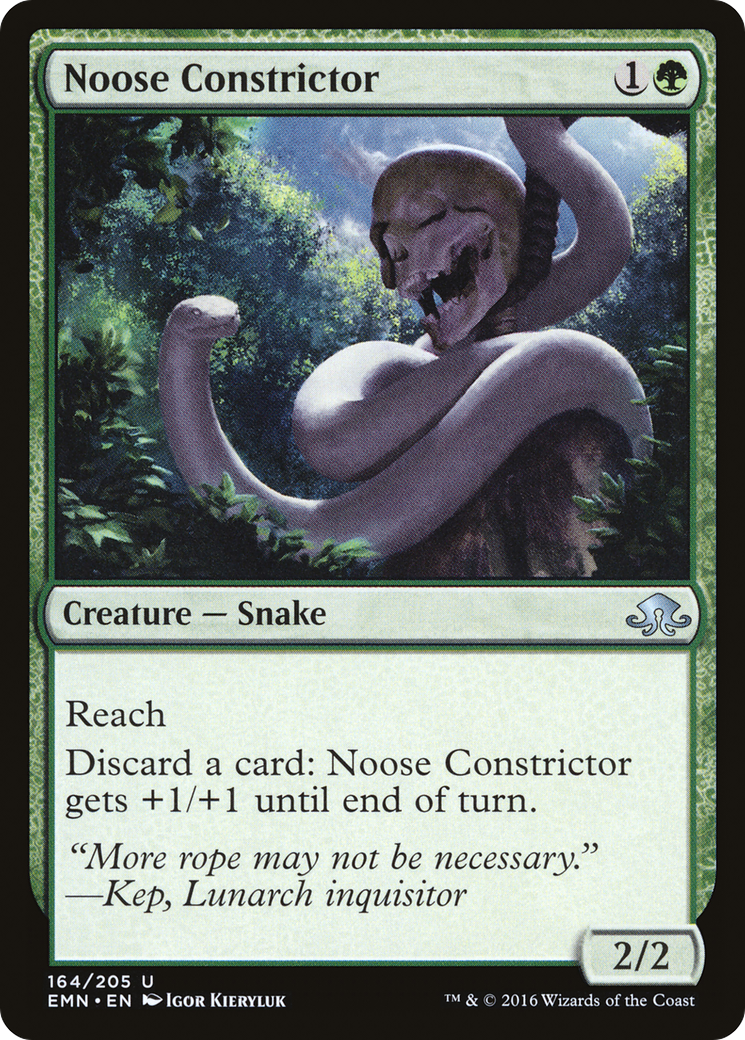 Noose Constrictor 1
Creature — Snake
Reach
Discard a card: Noose Constrictor
gets +1/+1 until end of turn.
“More rope may not be necessary.”
—Kep, Lunarch inquisitor
2/2
164/205 U
EMN • EN Igor Kieryluk
™ & © 2016 Wizards of the Coast